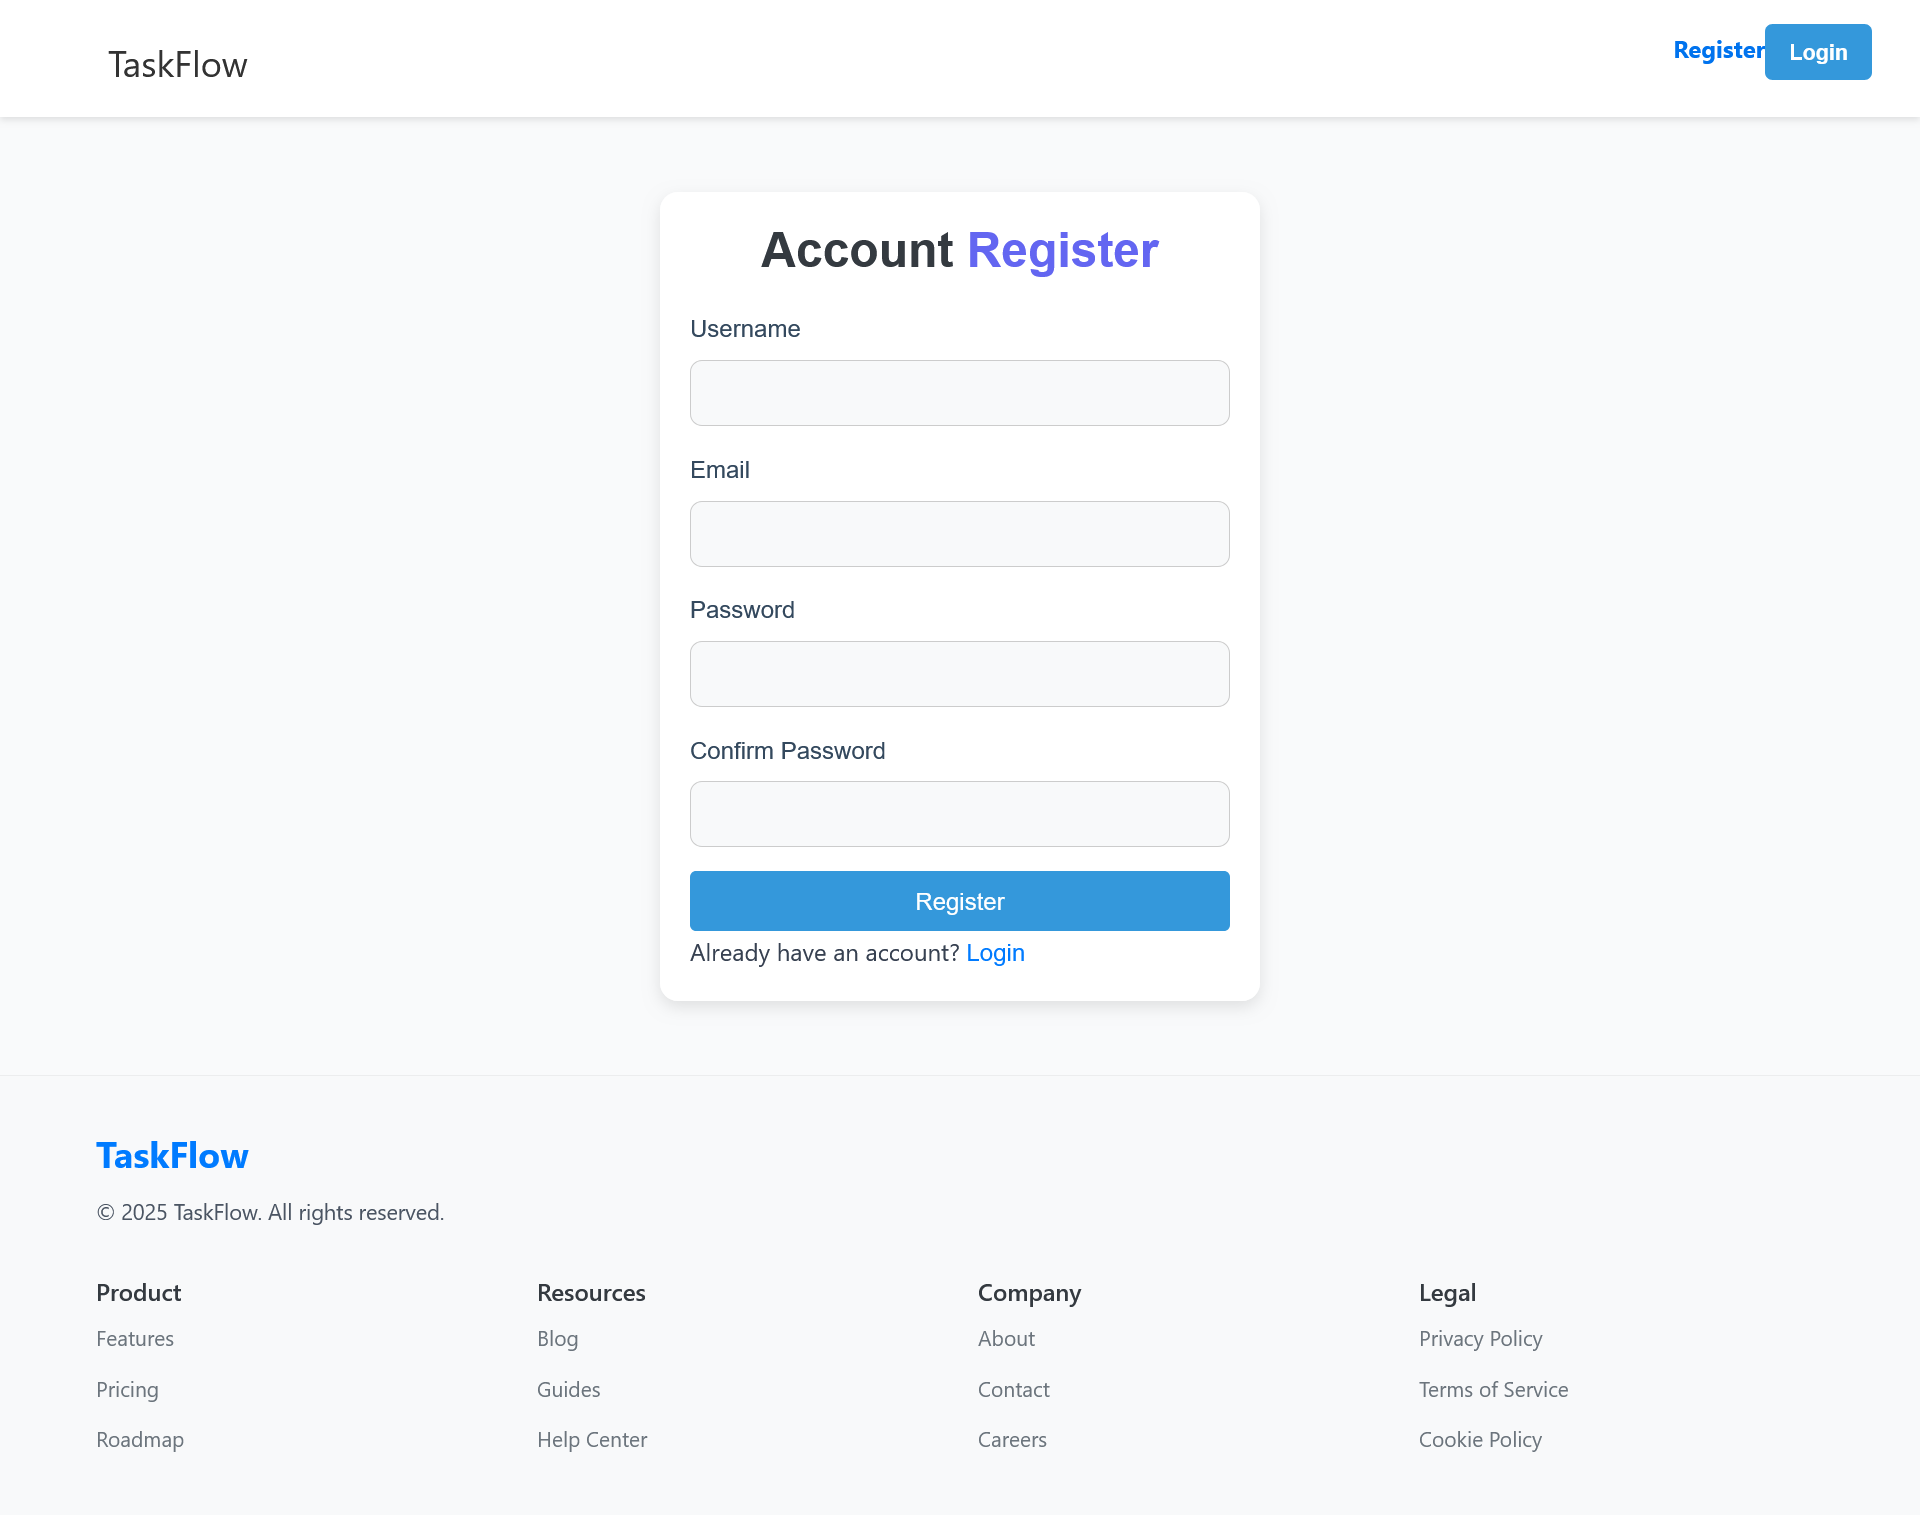 TaskFlow
Register
Login
Account Register
Username
Email
Password
Confirm Password
Register
Already have an account? Login
TaskFlow
© 2025 TaskFlow. All rights reserved.
Product
Features
Pricing
Roadmap
Resources
Blog
Guides
Help Center
Company
About
Contact
Careers
Legal
Privacy Policy
Terms of Service
Cookie Policy